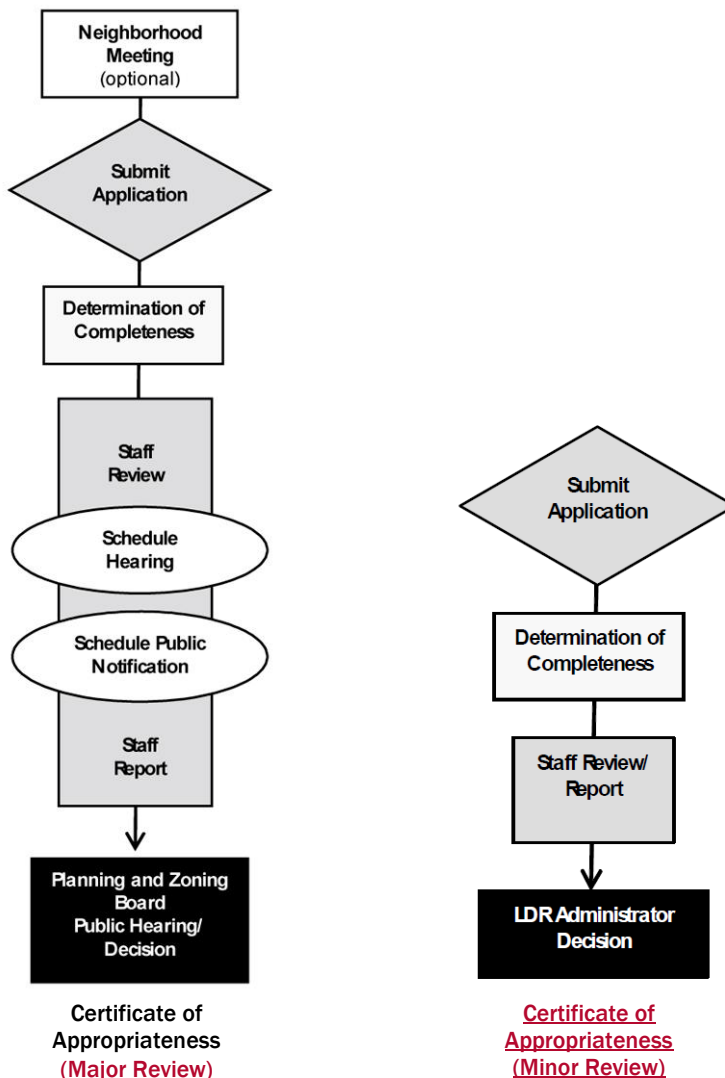 Neighborhood
Meeting
(optional)
Submit
Application
Determination of
Completeness
Staff
Review
Schedule
Hearing
Schedule Public
Notification
Staff
Report
Planning and Zoning
Board
Public Hearing/
Decision
Certificate of
Appropriateness
(Major Review)
Submit
Application
Determination of
Completeness
Staff Review/
Report
LDR Administrator
Decision
Certificate of
Appropriateness
(Minor Review)